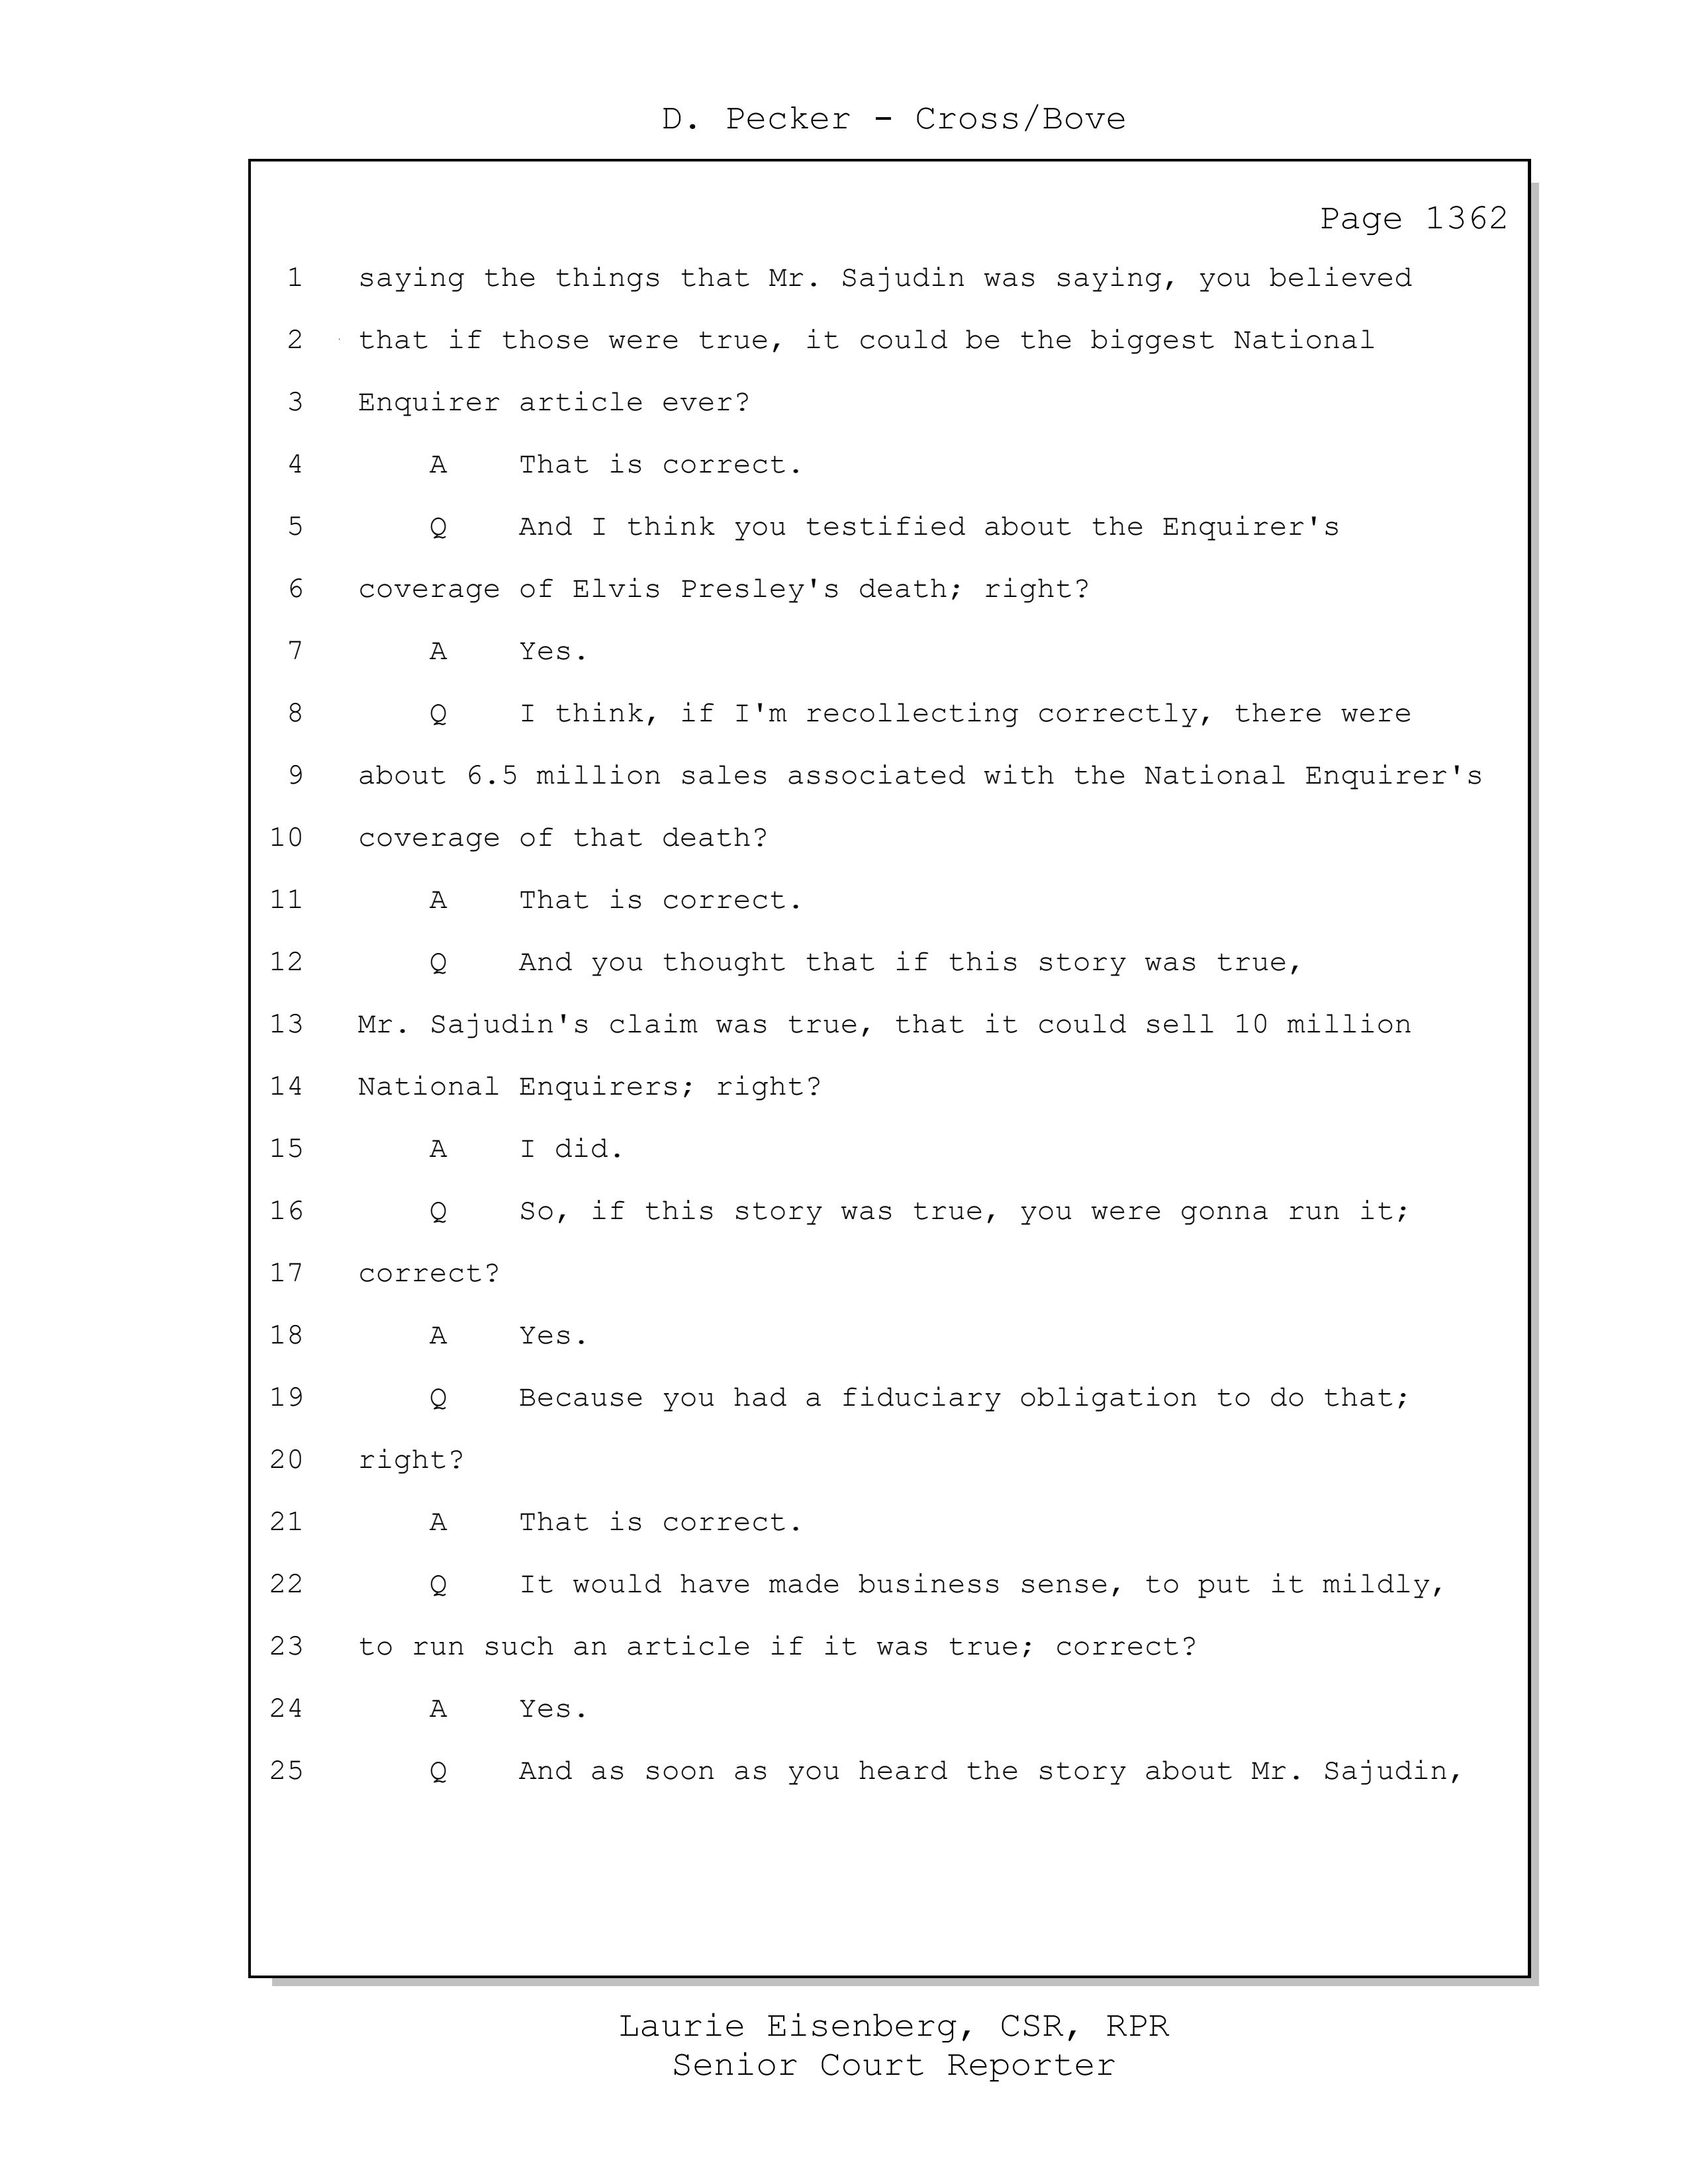 D. Pecker - Cross/Bove
Page 1362
1 saying the things that Mr. Sajudin was saying, you believed
2 that if those were true, it could be the biggest National
3 Enquirer article ever?
4 A That is correct.
5 Q And I think you testified about the Enquirer's
6 coverage of Elvis Presley's death; right?
7 A Yes.
8 Q I think, if I'm recollecting correctly, there were
9 about 6.5 million sales associated with the National Enquirer's
10 coverage of that death?
11 A That is correct.
12 Q And you thought that if this story was true,
13 Mr. Sajudin's claim was true, that it could sell 10 million
14 National Enquirers; right?
15 A I did.
16 Q So, if this story was true, you were gonna run it;
17 correct?
18 A Yes.
19 Q Because you had a fiduciary obligation to do that;
20 right?
21 A That is correct.
22 Q It would have made business sense, to put it mildly,
23 to run such an article if it was true; correct?
24 A Yes.
25 Q And as soon as you heard the story about Mr. Sajudin,
Laurie Eisenberg, CSR, RPR
Senior Court Reporter